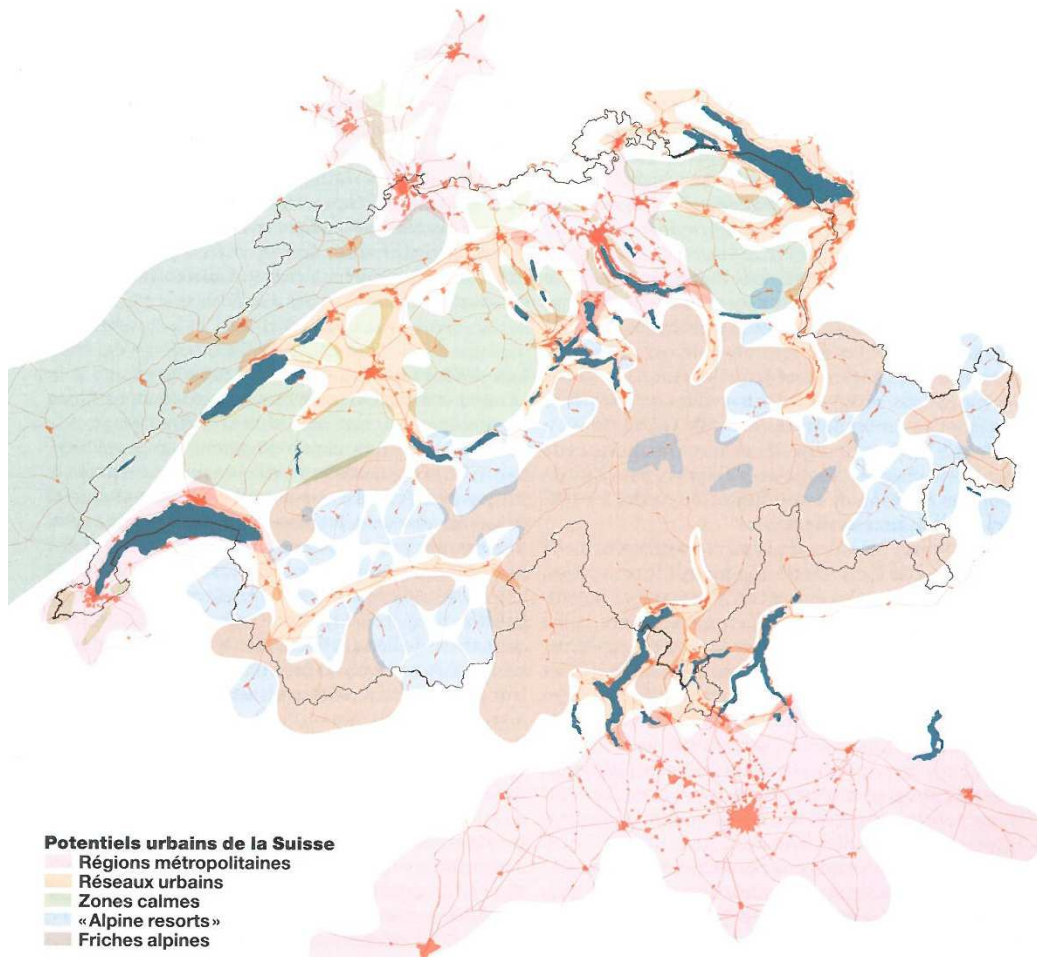 Potentiels urbains de la Suisse
Régions métropolitaines
Réseaux urbains
Zones calmes
«Alpine resorts»
Friches alpines